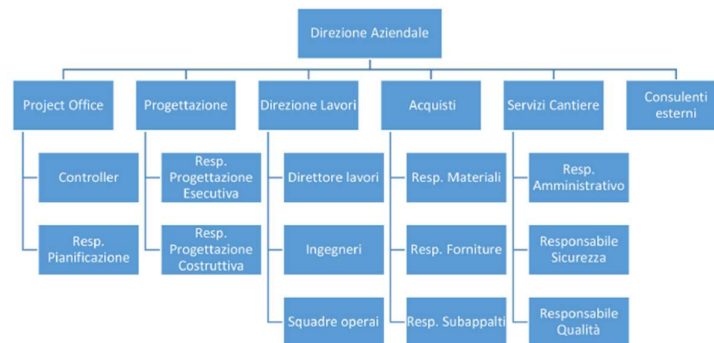 Direzione Aziendale
Project Office
Progettazione
Direzione Lavori
Acquisti
Servizi Cantiere
Consulenti
esterni
Controller
Resp.
Pianificazione
Resp.
Progettazione
Esecutiva
Resp.
Progettazione
Costruttiva
Direttore lavori
Ingegneri
Squadre operai
Resp. Materiali
Resp. Forniture
Resp. Subappalti
Resp.
Amministrativo
Responsabile
Sicurezza
Responsabile
Qualità